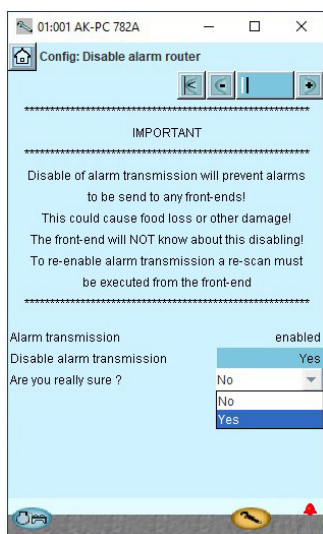 01:001 AK-PC 782A
Config: Disable alarm router
**********************************************************************
IMPORTANT
**********************************************************************
Disable of alarm transmission will prevent alarms
to be send to any front-ends!
This could cause food loss or other damage!
The front-end will NOT know about this disabling!
To re-enable alarm transmission a re-scan must
be executed from the front-end
**********************************************************************
Alarm transmission enabled
Disable alarm transmission Yes
Are you really sure ? No
No
Yes